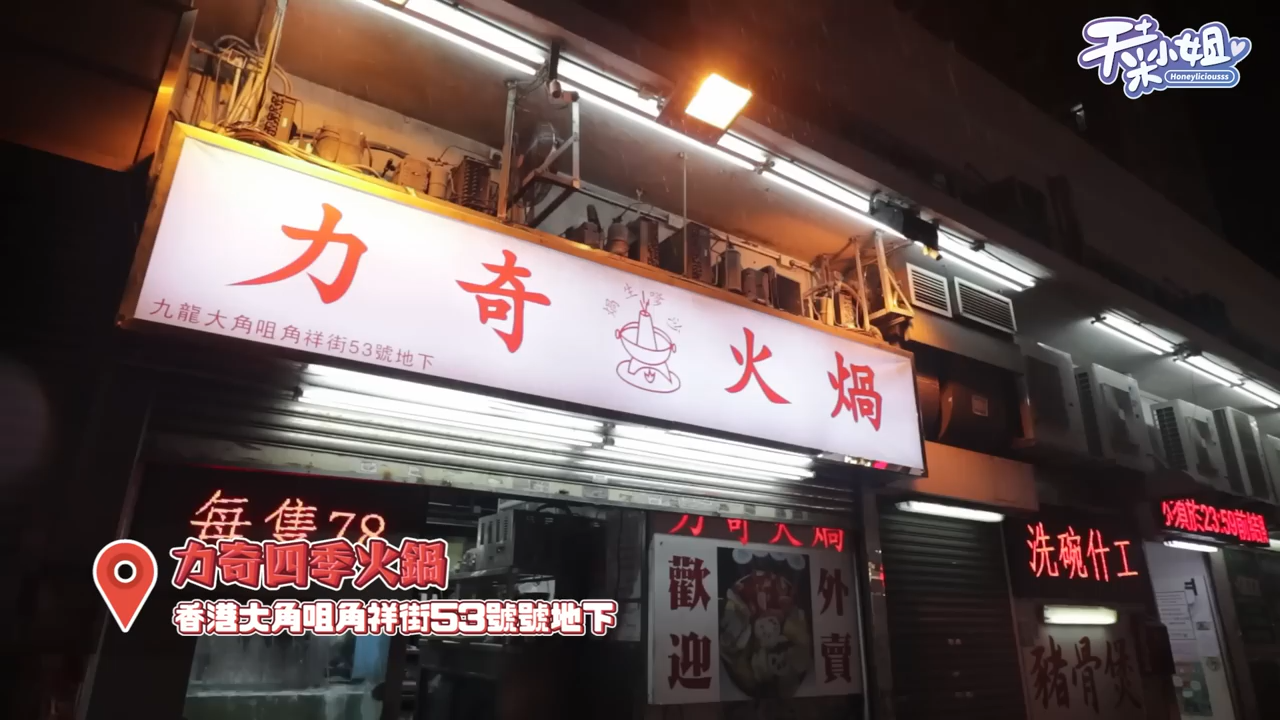 天菜小姐
Honeyliciousss
力奇火煱
九龍大角咀角祥街53號地下
每隻78
力奇火煱
歡迎
外賣
洗碗什工
豬骨煲
力奇四季火鍋
香港大角咀角祥街53號號地下